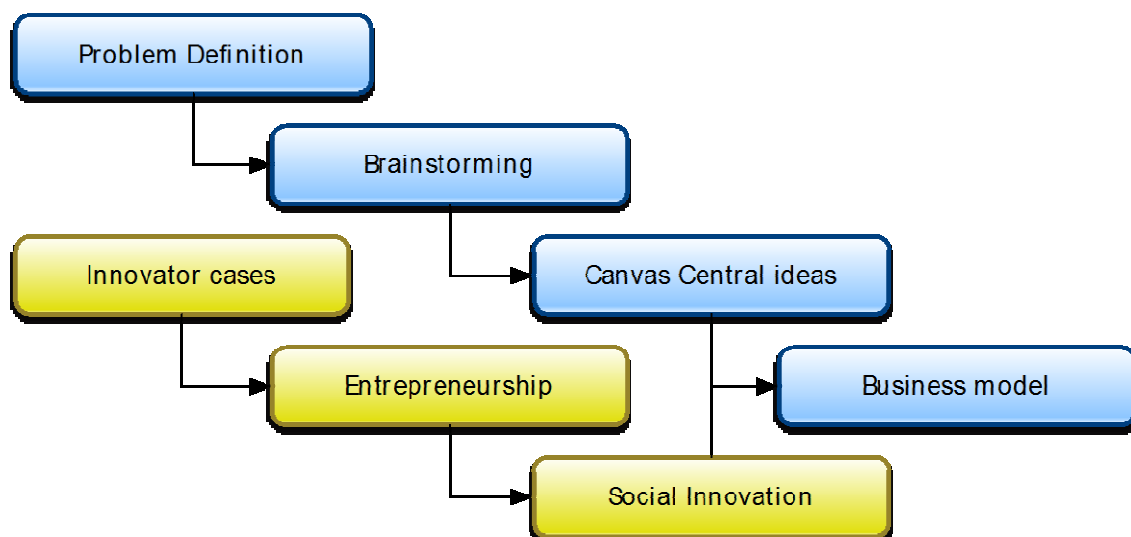 Problem Definition
Brainstorming
Innovator cases
Canvas Central ideas
Entrepreneurship
Business model
Social Innovation